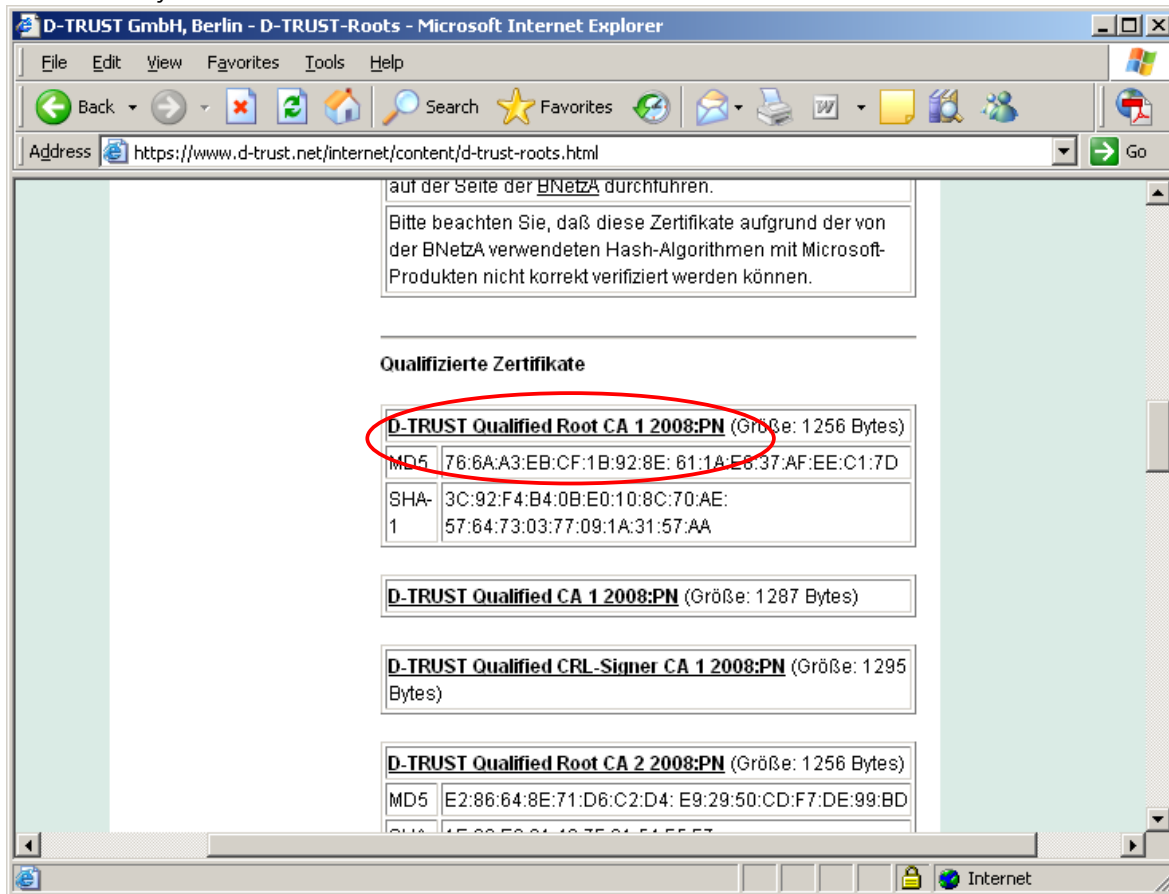 D-TRUST GmbH, Berlin - D-TRUST-Roots - Microsoft Internet Explorer
File Edit View Favorites Tools Help
Back Search Favorites
Address https://www.d-trust.net/internet/content/d-trust-roots.html Go
auf der Seite der BNetzA durchführen.
Bitte beachten Sie, daß diese Zertifikate aufgrund der von
der BNetzA verwendeten Hash-Algorithmen mit Microsoft-
Produkten nicht korrekt verifiziert werden können.
Qualifizierte Zertifikate
D-TRUST Qualified Root CA 1 2008:PN (Größe: 1256 Bytes)
MD5 76:6A:A3:EB:CF:1B:92:8E: 61:1A:E6:37:AF:EE:C1:7D
SHA-
1
3C:92:F4:B4:0B:E0:10:8C:70:AE:
57:64:73:03:77:09:1A:31:57:AA
D-TRUST Qualified CA 1 2008:PN (Größe: 1287 Bytes)
D-TRUST Qualified CRL-Signer CA 1 2008:PN (Größe: 1295
Bytes)
D-TRUST Qualified Root CA 2 2008:PN (Größe: 1256 Bytes)
MD5 E2:86:64:8E:71:D6:C2:D4: E9:29:50:CD:F7:DE:99:BD
Internet